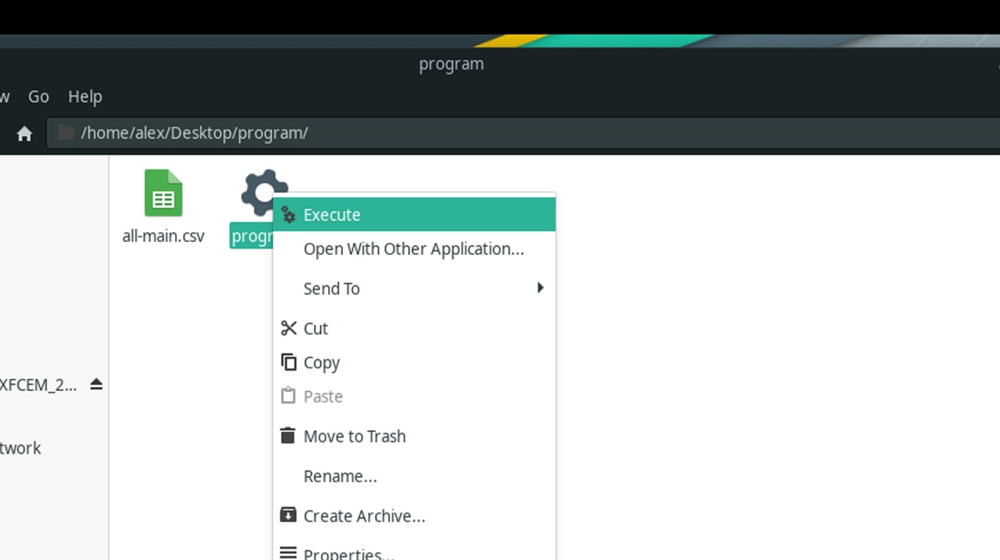 program
Go Help
/home/alex/Desktop/program/
all-main.csv
Execute
Open With Other Application...
Send To
Cut
Copy
XFCEM_2...
Paste
Move to Trash
twork
Rename...
Create Archive...
Properties...